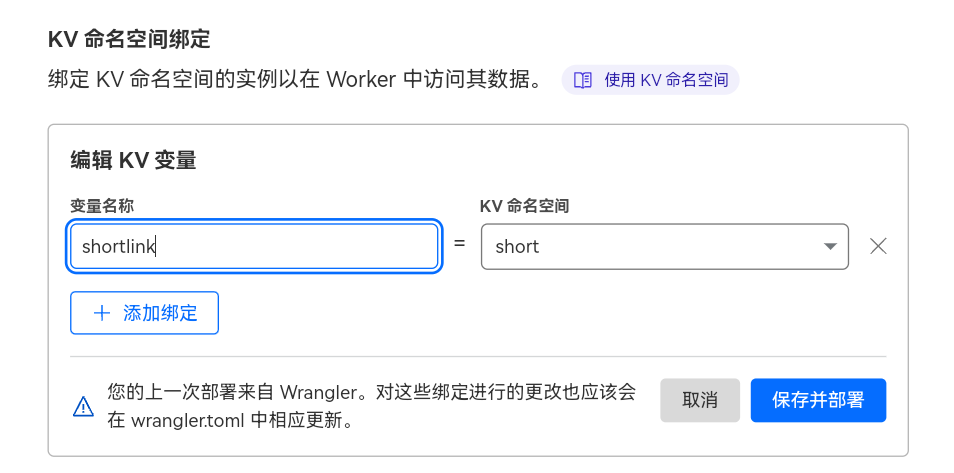 KV 命名空间绑定
绑定 KV 命名空间的实例以在 Worker 中访问其数据。 使用 KV 命名空间
编辑 KV 变量
变量名称 KV 命名空间
shortlink = short
添加绑定
您的上一次部署来自 Wrangler。对这些绑定进行的更改也应该会
在 wrangler.toml 中相应更新。
取消 保存并部署